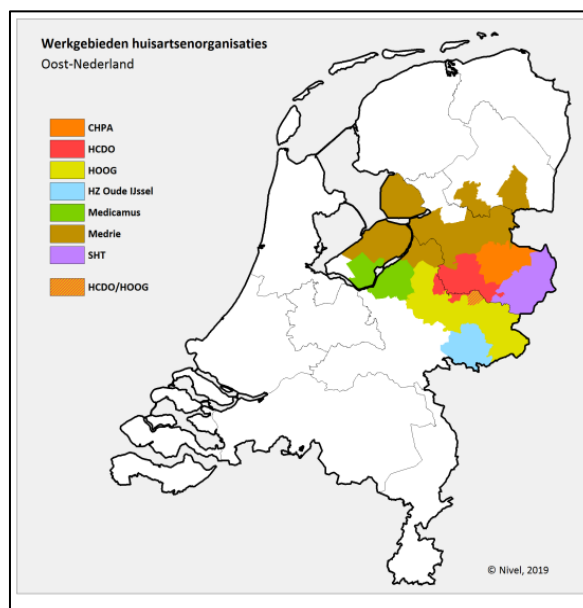 Werkgebieden huisartsenorganisaties
Oost-Nederland
CHPA
HCDO
HOOG
HZ Oude IJssel
Medicamus
Medrie
SHT
HCDO/HOOG
© Nivel, 2019